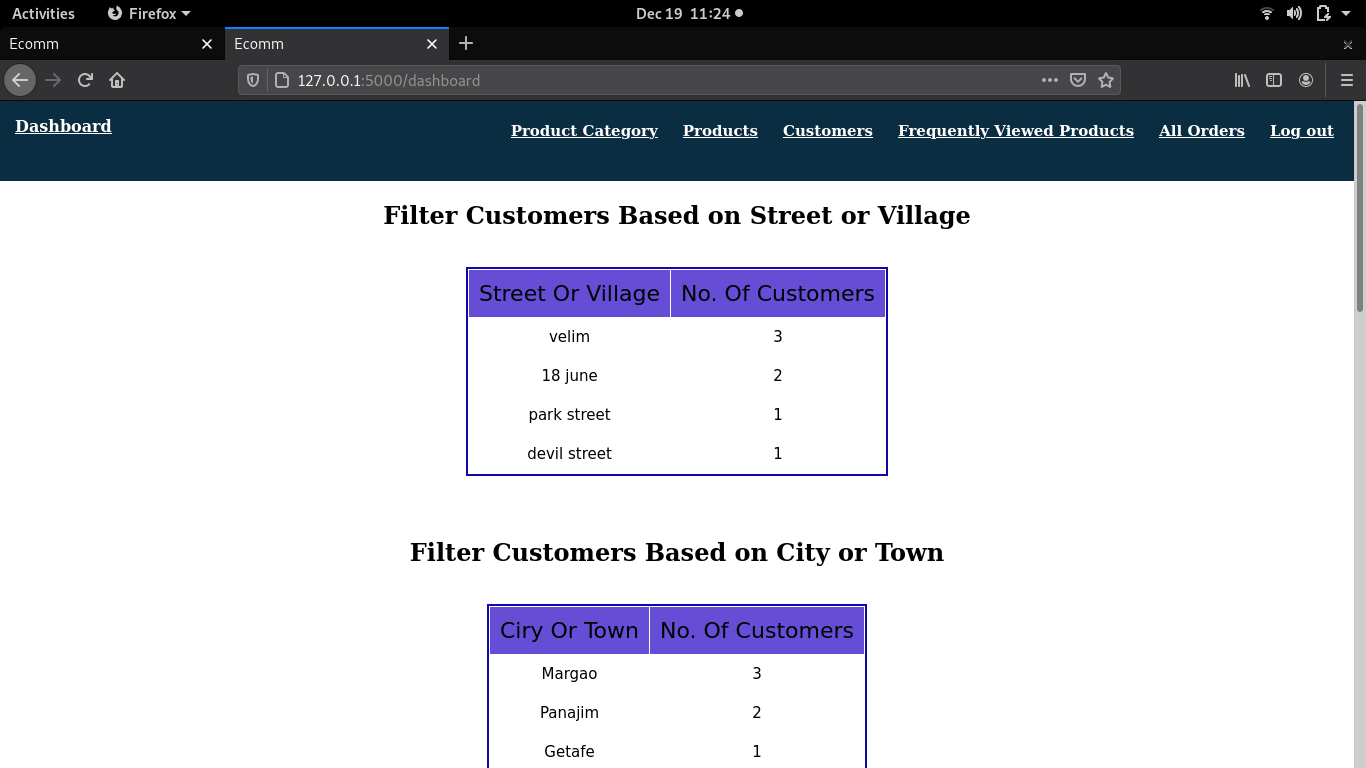 Activities Firefox Dec 19 11:24
Ecomm Ecomm
127.0.0.1:5000/dashboard
Dashboard Product Category Products Customers Frequently Viewed Products All Orders Log out
Filter Customers Based on Street or Village
Street Or Village No. Of Customers
velim 3
18 june 2
park street 1
devil street 1
Filter Customers Based on City or Town
Ciry Or Town No. Of Customers
Margao 3
Panajim 2
Getafe 1